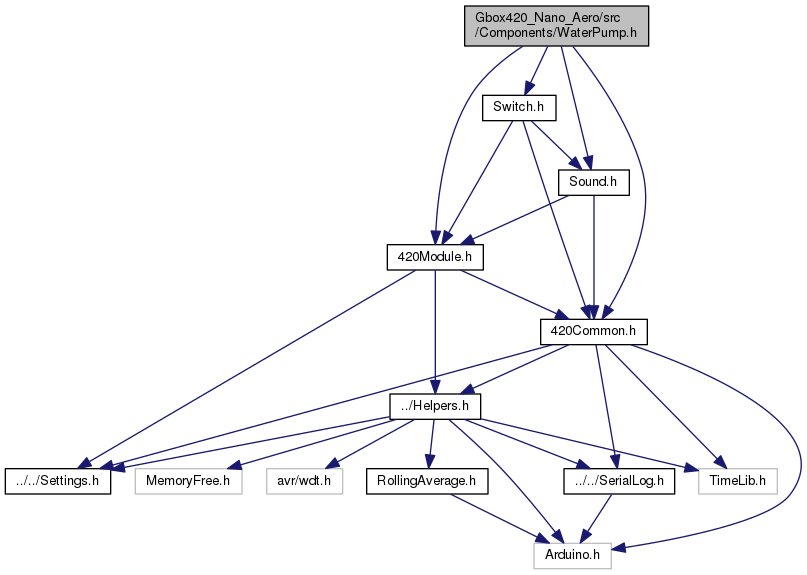 Gbox420_Nano_Aero/src
/Components/WaterPump.h
Switch.h
Sound.h
420Module.h
420Common.h
../Helpers.h
../../Settings.h
MemoryFree.h
avr/wdt.h
RollingAverage.h
../../SerialLog.h
TimeLib.h
Arduino.h